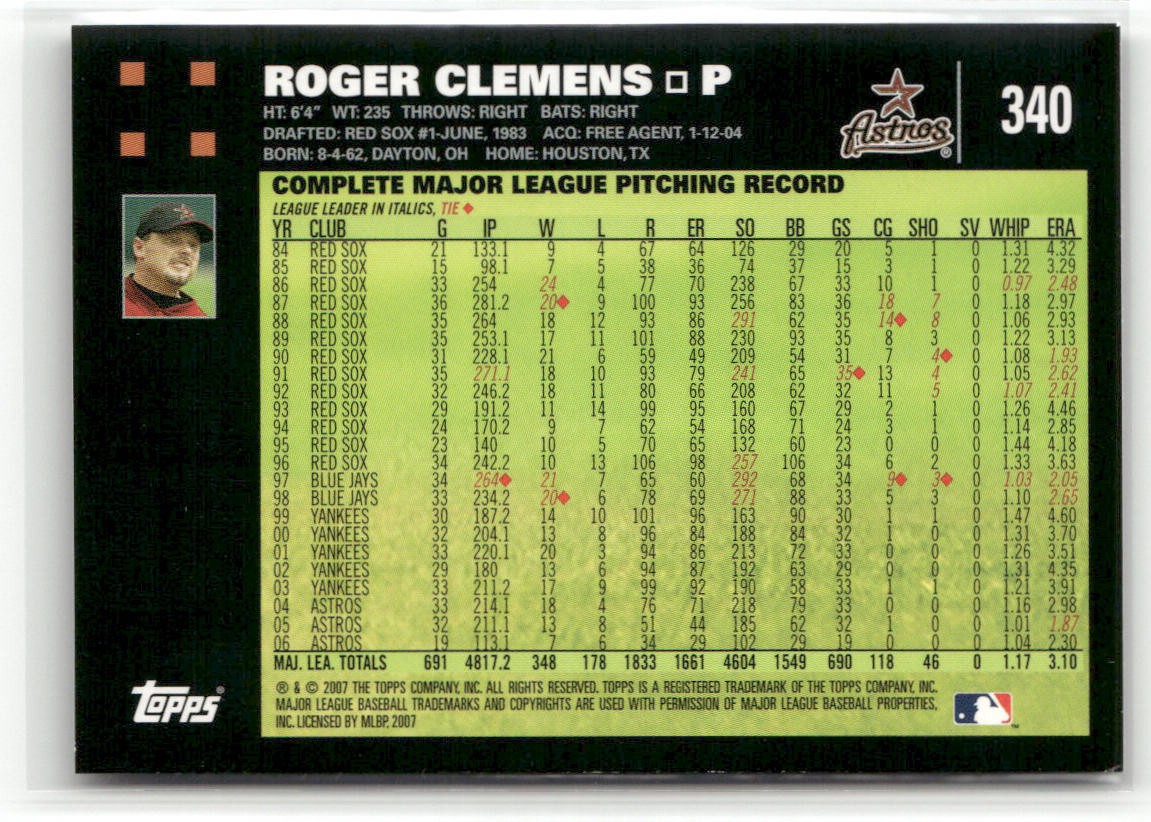 ROGER CLEMENS □ P
HT: 6'4" WT: 235 THROWS: RIGHT BATS: RIGHT
DRAFTED: RED SOX #1-JUNE, 1983 ACQ: FREE AGENT, 1-12-04
BORN: 8-4-62, DAYTON, OH HOME: HOUSTON, TX
Astros®
340
COMPLETE MAJOR LEAGUE PITCHING RECORD
LEAGUE LEADER IN ITALICS, TIE ◆
YR CLUB G IP W L R ER SO BB GS CG SHO SV WHIP ERA
84 RED SOX 21 133.1 9 4 67 64 126 29 20 5 1 0 1.31 4.32
85 RED SOX 15 98.1 7 5 38 36 74 37 15 3 1 0 1.22 3.29
86 RED SOX 33 254 24 4 77 70 238 67 33 10 1 0 0.97 2.48
87 RED SOX 36 281.2 20◆ 9 100 93 256 83 36 18 7 0 1.18 2.97
88 RED SOX 35 264 18 12 93 86 291 62 35 14◆ 8 0 1.06 2.93
89 RED SOX 35 253.1 17 11 101 88 230 93 35 8 3 0 1.22 3.13
90 RED SOX 31 228.1 21 6 59 49 209 54 31 7 4◆ 0 1.08 1.93
91 RED SOX 35 271.1 18 10 93 79 241 65 35◆ 13 4 0 1.05 2.62
92 RED SOX 32 246.2 18 11 80 66 208 62 32 11 5 0 1.07 2.41
93 RED SOX 29 191.2 11 14 99 95 160 67 29 2 1 0 1.26 4.46
94 RED SOX 24 170.2 9 7 62 54 168 71 24 3 1 0 1.14 2.85
95 RED SOX 23 140 10 5 70 65 132 60 23 0 0 0 1.44 4.18
96 RED SOX 34 242.2 10 13 106 98 257 106 34 6 2 0 1.33 3.63
97 BLUE JAYS 34 264◆ 21 7 65 60 292 68 34 9◆ 3◆ 0 1.03 2.05
98 BLUE JAYS 33 234.2 20◆ 6 78 69 271 88 33 5 3 0 1.10 2.65
99 YANKEES 30 187.2 14 10 101 96 163 90 30 1 1 0 1.47 4.60
00 YANKEES 32 204.1 13 8 96 84 188 84 32 1 0 0 1.31 3.70
01 YANKEES 33 220.1 20 3 94 86 213 72 33 0 0 0 1.26 3.51
02 YANKEES 29 180 13 6 94 87 192 63 29 0 0 0 1.31 4.35
03 YANKEES 33 211.2 17 9 99 92 190 58 33 1 1 0 1.21 3.91
04 ASTROS 33 214.1 18 4 76 71 218 79 33 0 0 0 1.16 2.98
05 ASTROS 32 211.1 13 8 51 44 185 62 32 1 0 0 1.01 1.87
06 ASTROS 19 113.1 7 6 34 29 102 29 19 0 0 0 1.04 2.30
MAJ. LEA. TOTALS 691 4817.2 348 178 1833 1661 4604 1549 690 118 46 0 1.17 3.10
® & © 2007 THE TOPPS COMPANY, INC. ALL RIGHTS RESERVED. TOPPS IS A REGISTERED TRADEMARK OF THE TOPPS COMPANY, INC.
MAJOR LEAGUE BASEBALL TRADEMARKS AND COPYRIGHTS ARE USED WITH PERMISSION OF MAJOR LEAGUE BASEBALL PROPERTIES,
INC. LICENSED BY MLBP, 2007
topps®